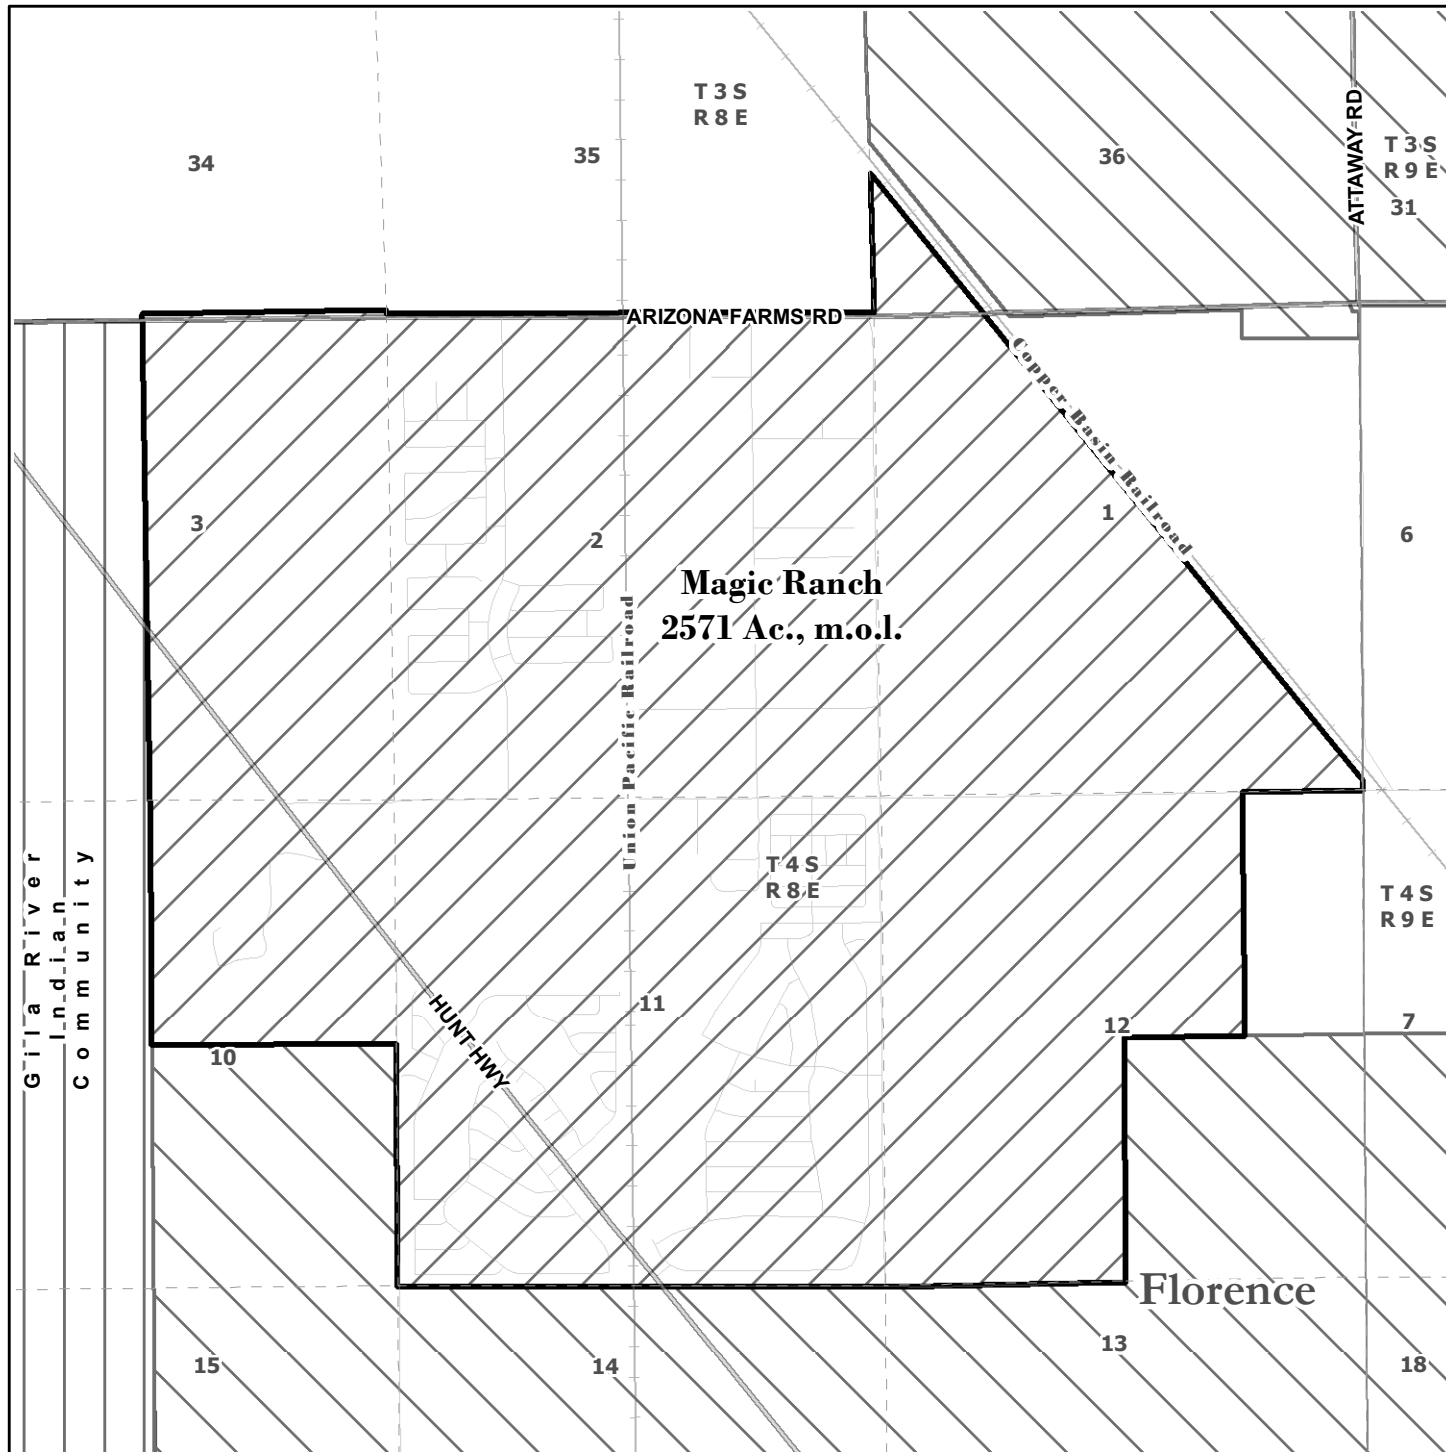 T 3 S
R 8 E
34
35
36
ATTAWAY RD
T 3 S
R 9 E
31
ARIZONA FARMS RD
Copper Basin Railroad
3
2
1
6
Magic Ranch
2571 Ac., m.o.l.
Union Pacific Railroad
T 4 S
R 8 E
T 4 S
R 9 E
Gila River
Indian
Community
HUNT HWY
10
11
12
7
Florence
15
14
13
18